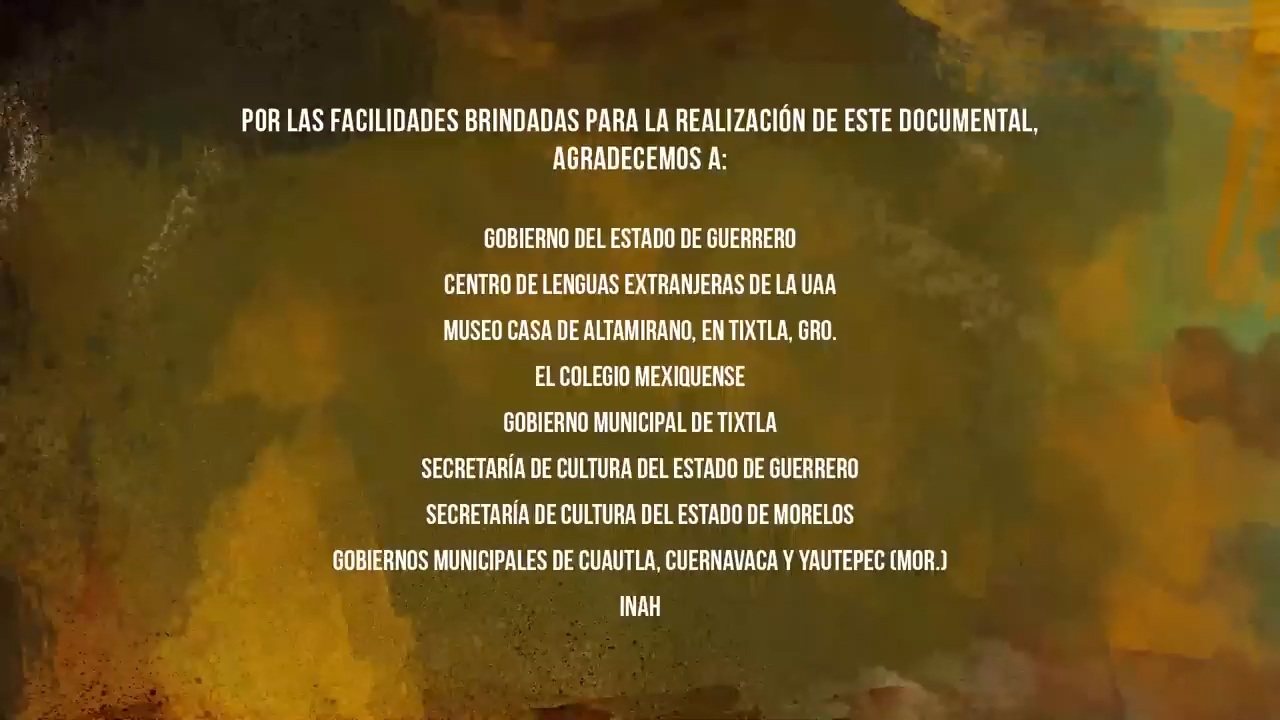 POR LAS FACILIDADES BRINDADAS PARA LA REALIZACIÓN DE ESTE DOCUMENTAL,
AGRADECEMOS A:
GOBIERNO DEL ESTADO DE GUERRERO
CENTRO DE LENGUAS EXTRANJERAS DE LA UAA
MUSEO CASA DE ALTAMIRANO, EN TIXTLA, GRO.
EL COLEGIO MEXIQUENSE
GOBIERNO MUNICIPAL DE TIXTLA
SECRETARÍA DE CULTURA DEL ESTADO DE GUERRERO
SECRETARÍA DE CULTURA DEL ESTADO DE MORELOS
GOBIERNOS MUNICIPALES DE CUAUTLA, CUERNAVACA Y YAUTEPEC (MOR.)
INAH